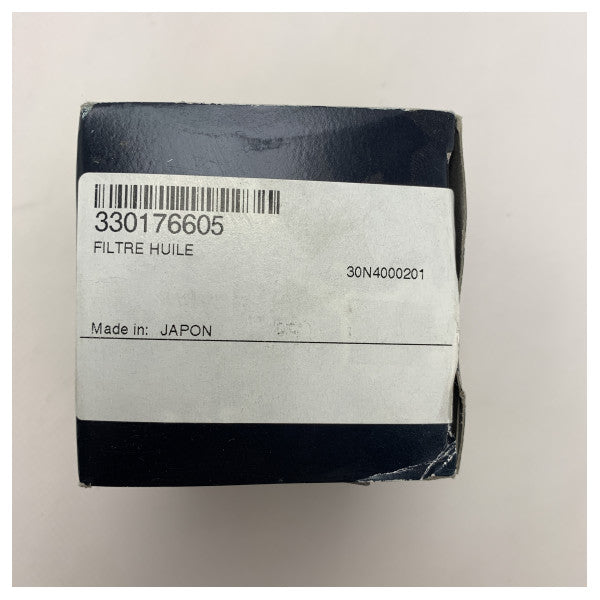 330176605
FILTRE HUILE
30N4000201
Made in: JAPON